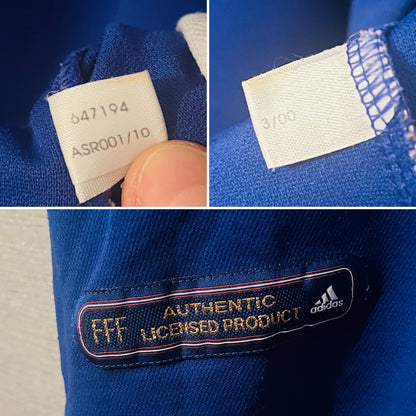 647194
ASR001/10
3/00
FFF
AUTHENTIC
LICENSED PRODUCT
adidas